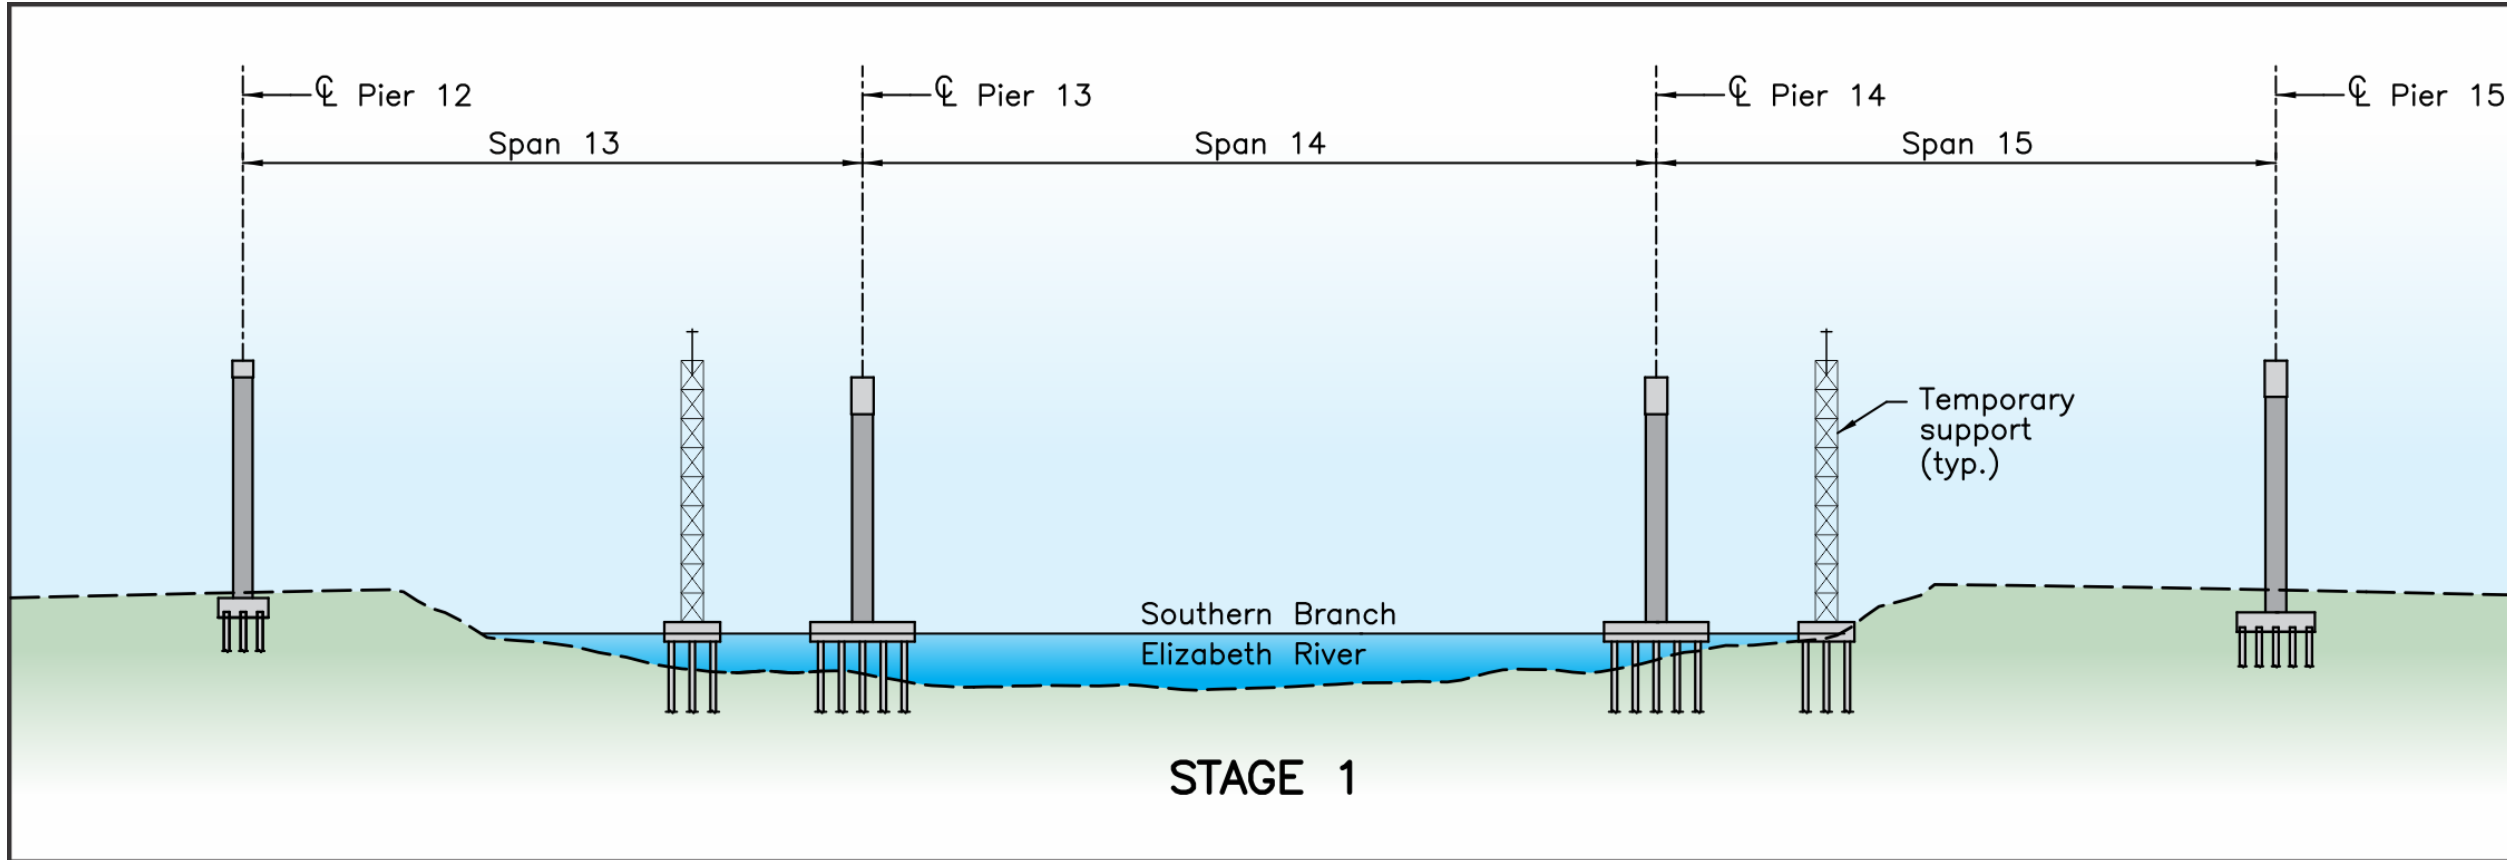 ℄ Pier 12
℄ Pier 13
℄ Pier 14
℄ Pier 15
Span 13
Span 14
Span 15
Temporary
support
(typ.)
Southern Branch
Elizabeth River
STAGE 1